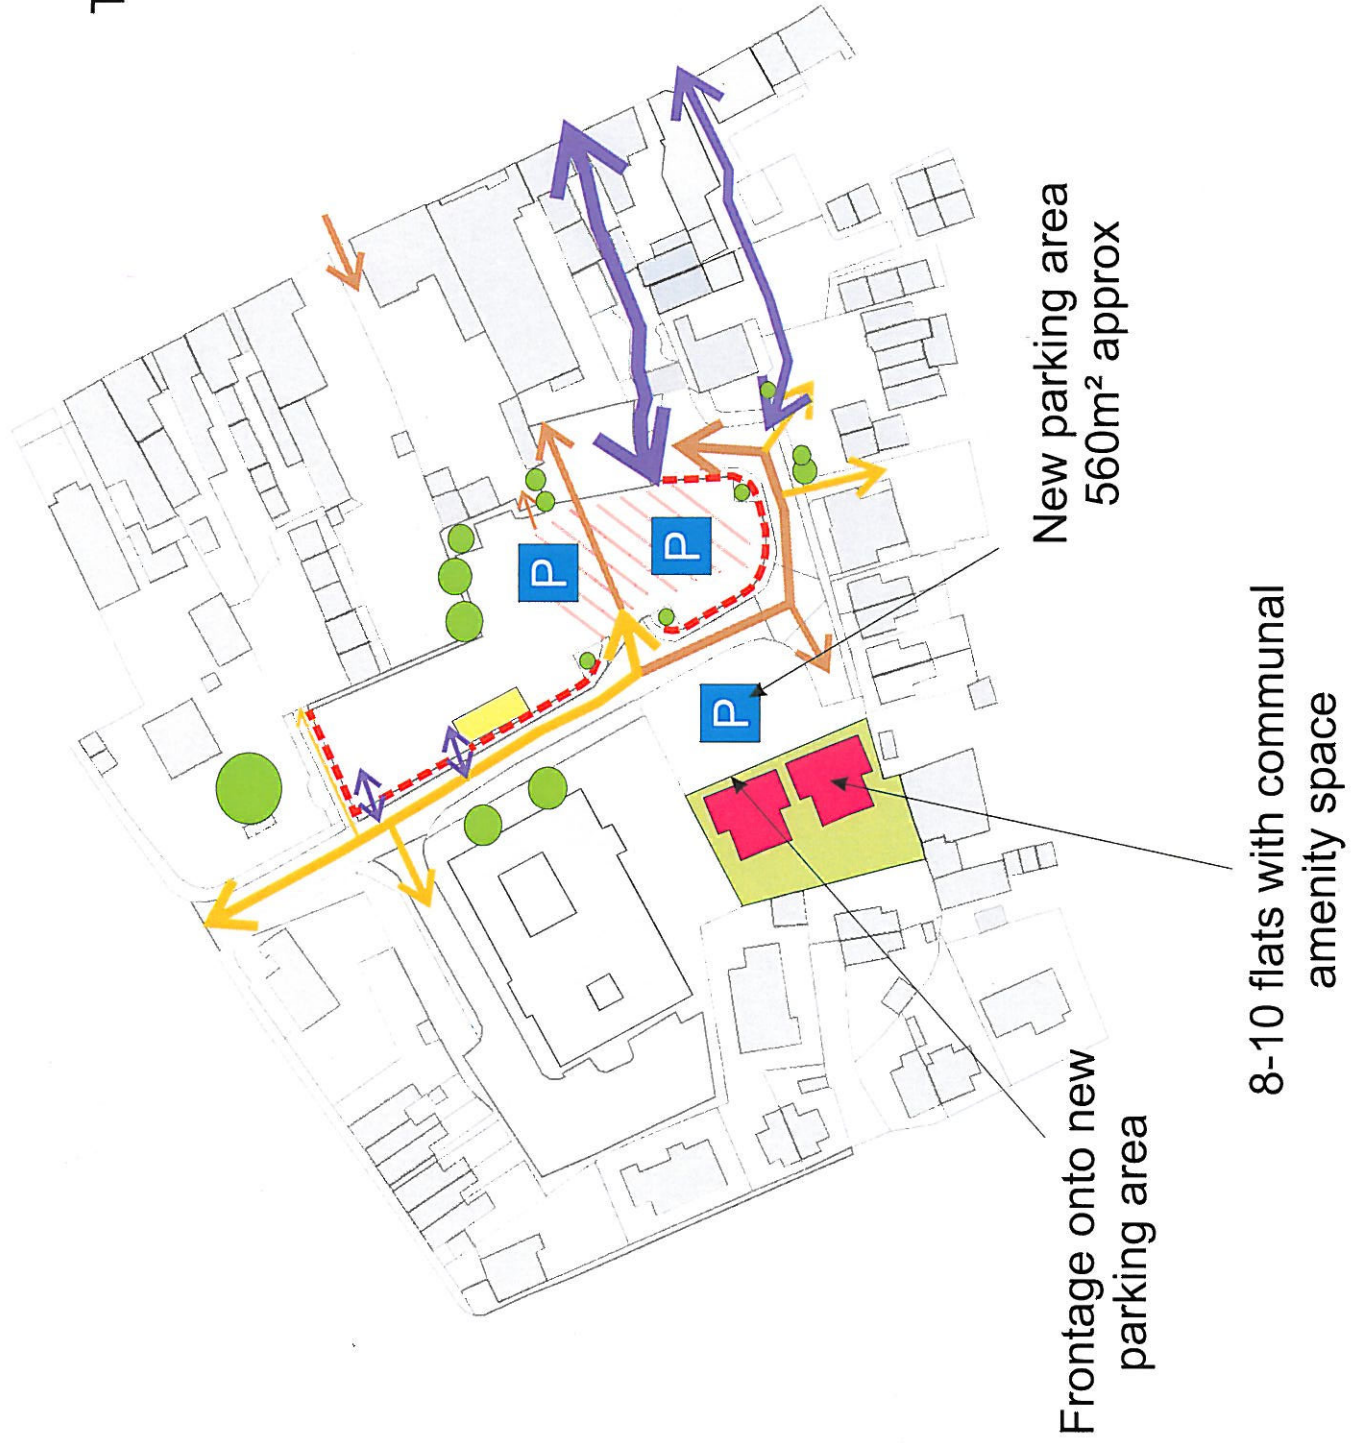 T
P
P
P
New parking area
560m² approx
8-10 flats with communal
amenity space
Frontage onto new
parking area